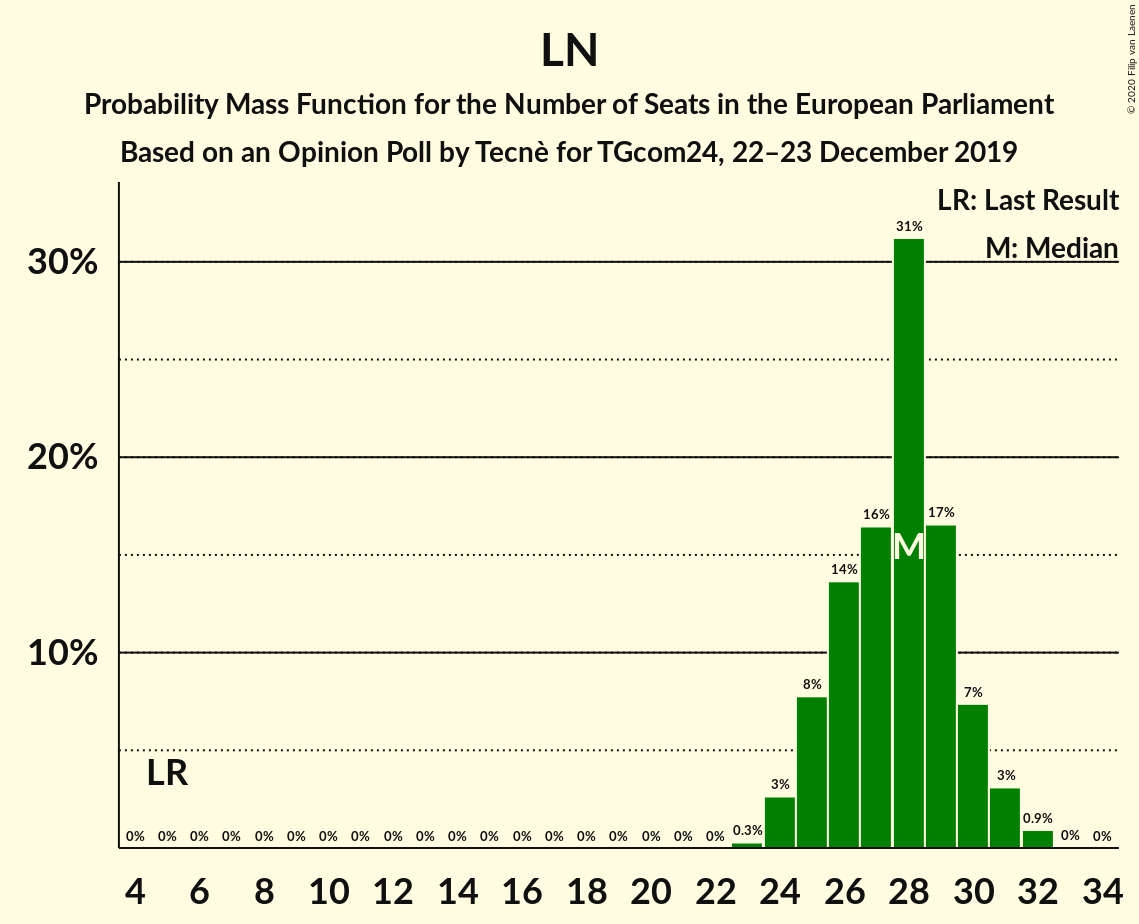 LN
Probability Mass Function for the Number of Seats in the European Parliament
Based on an Opinion Poll by Tecnè for TGcom24, 22–23 December 2019
© 2020 Filip van Laenen
LR: Last Result
M: Median
30%
20%
10%
31%
16%
17%
M
14%
8%
7%
LR
3%
3%
0% 0% 0% 0% 0% 0% 0% 0% 0% 0% 0% 0% 0% 0% 0% 0% 0% 0% 0% 0.3% 0.9% 0% 0%
4 6 8 10 12 14 16 18 20 22 24 26 28 30 32 34